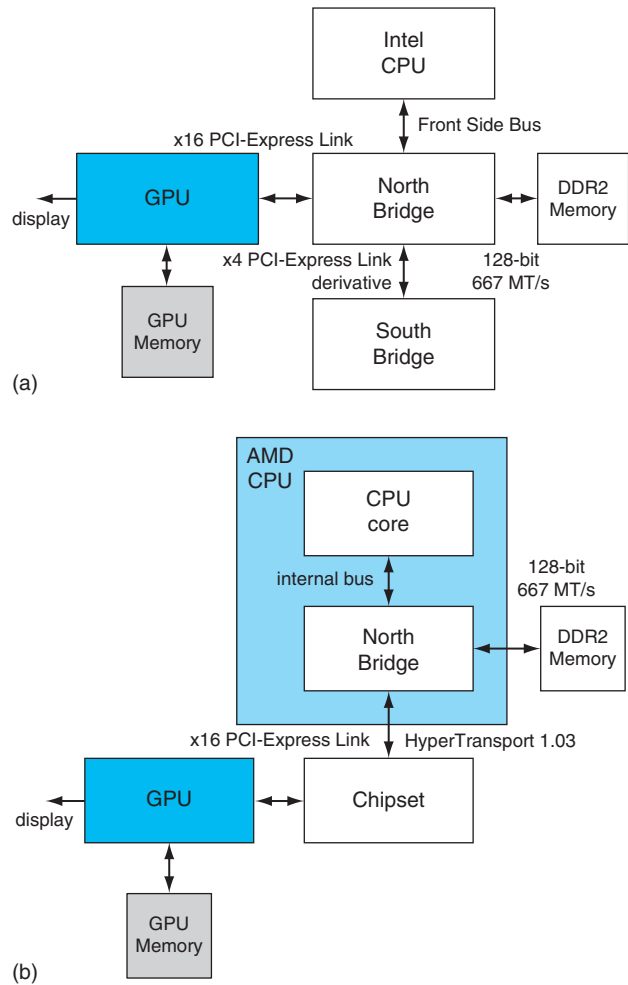 Intel
CPU
Front Side Bus
x16 PCI-Express Link
GPU
North
Bridge
DDR2
Memory
display
x4 PCI-Express Link
derivative
128-bit
667 MT/s
GPU
Memory
South
Bridge
(a)
AMD
CPU
CPU
core
internal bus
128-bit
667 MT/s
North
Bridge
DDR2
Memory
x16 PCI-Express Link
HyperTransport 1.03
GPU
Chipset
display
GPU
Memory
(b)